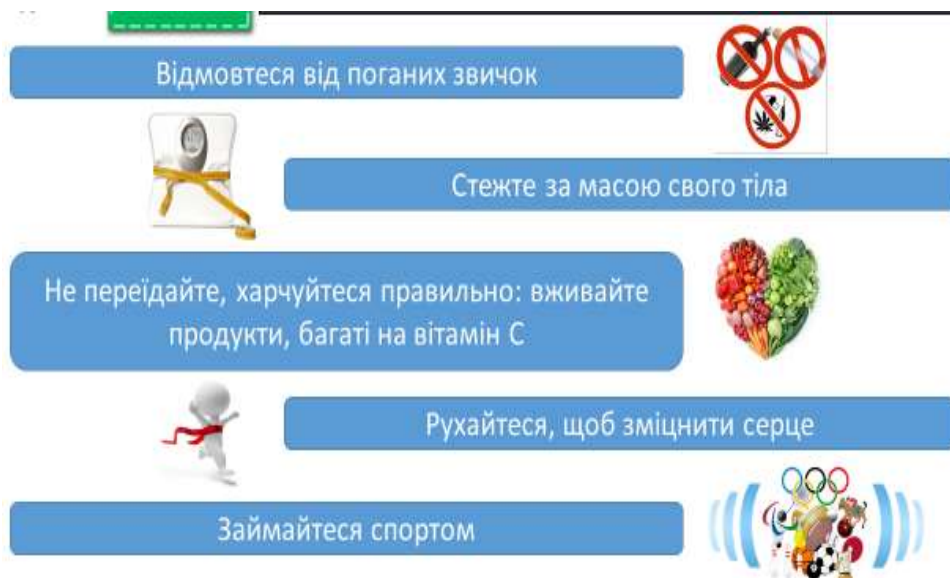 Відмовтеся від поганих звичок
Стежте за масою свого тіла
Не переїдайте, харчуйтеся правильно: вживайте
продукти, багаті на вітамін С
Рухайтеся, щоб зміцнити серце
Займайтеся спортом